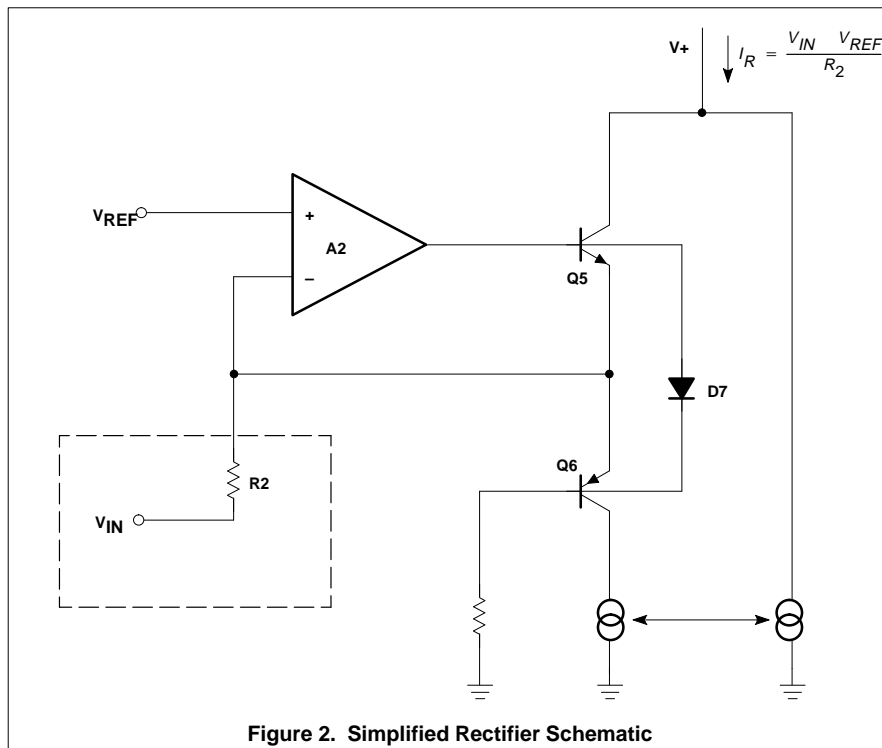 V+
I_R = V_IN V_REF / R_2
V_REF
+
A2
−
Q5
D7
Q6
R2
V_IN
Figure 2. Simplified Rectifier Schematic